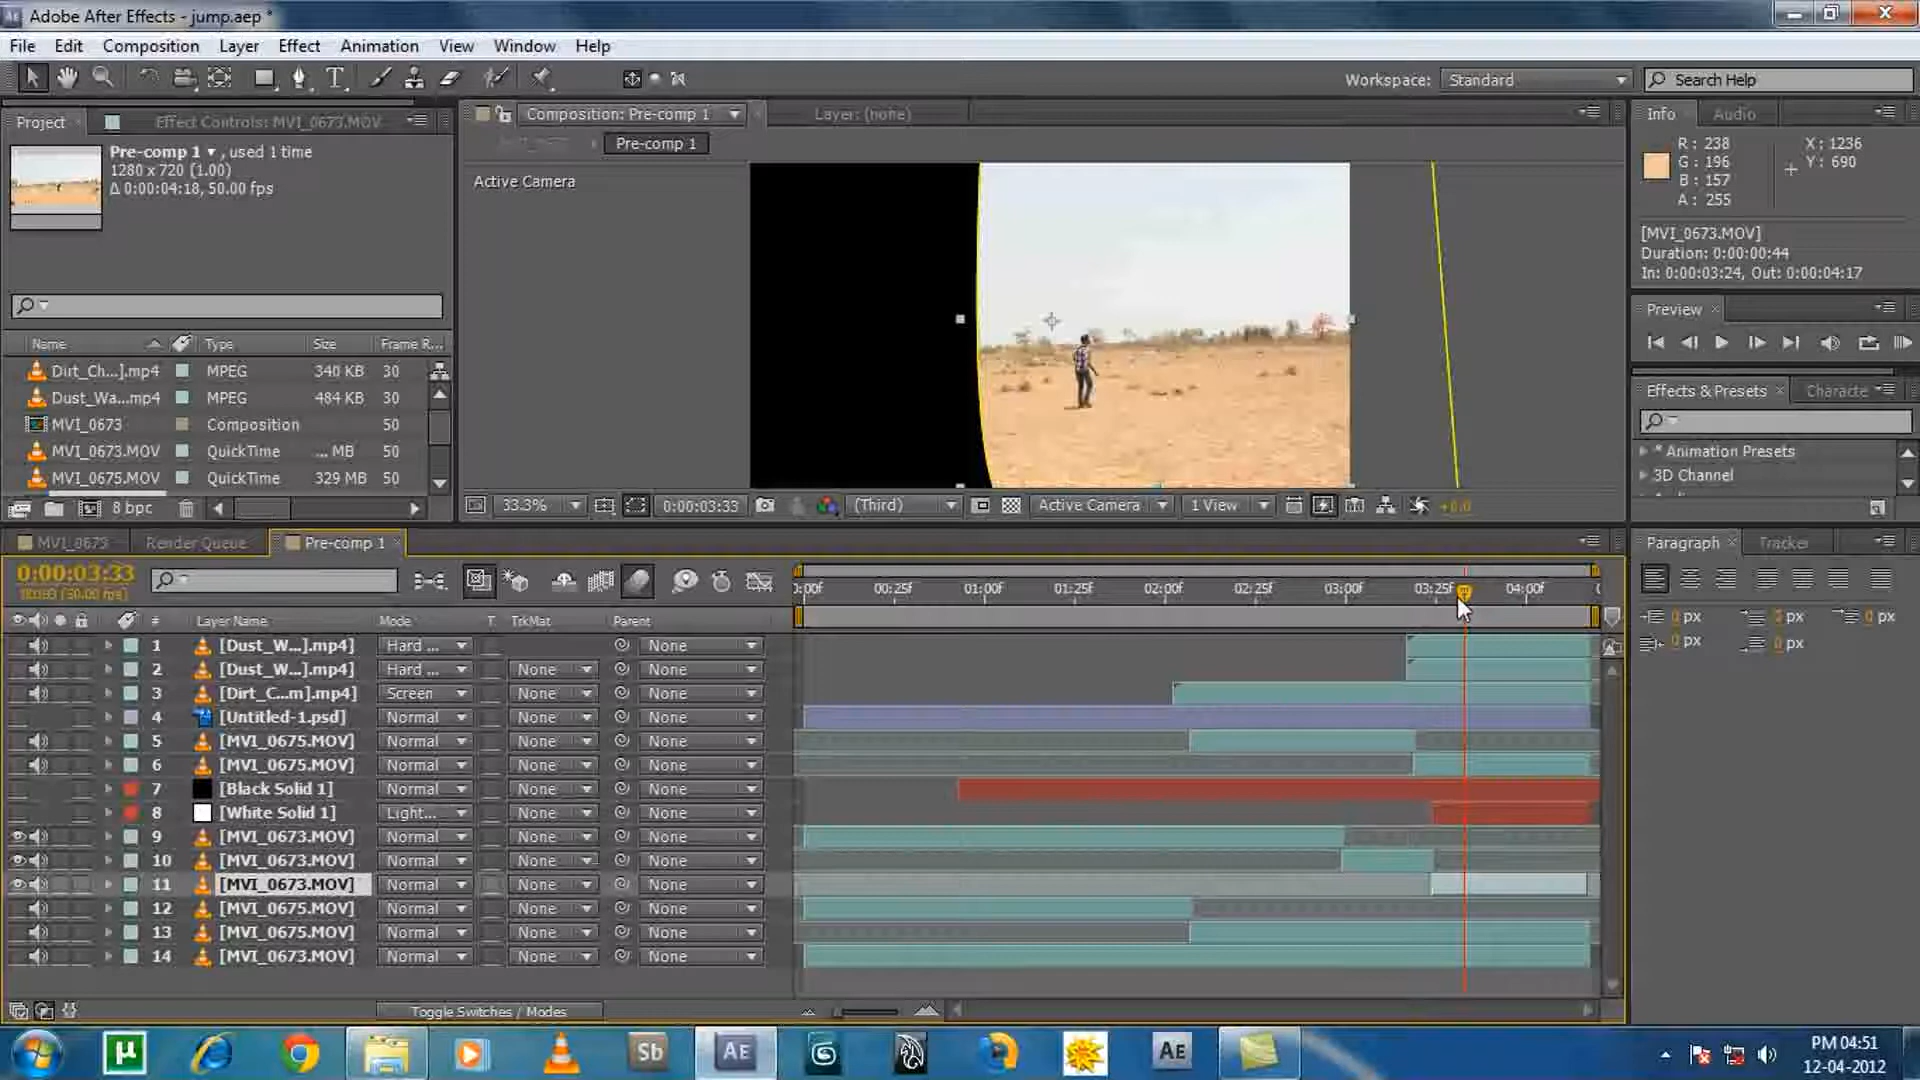 Adobe After Effects - jump.aep *
File Edit Composition Layer Effect Animation View Window Help
Workspace: Standard Search Help
Project Effect Controls: MVI_0673.MOV
Composition: Pre-comp 1 Layer: (none)
Info Audio
Pre-comp 1 , used 1 time
1280 x 720 (1.00)
Δ 0:00:04:18, 50.00 fps
Pre-comp 1
Active Camera
R: 238 X: 1236
G: 196 Y: 690
B: 157
A: 255
[MVI_0673.MOV]
Duration: 0:00:00:44
In: 0:00:03:24, Out: 0:00:04:17
Preview
Effects & Presets Characte
* Animation Presets
3D Channel
Name Type Size Frame R...
Dirt_Ch...].mp4 MPEG 340 KB 30
Dust_Wa...mp4 MPEG 484 KB 30
MVI_0673 Composition 50
MVI_0673.MOV QuickTime ... MB 50
MVI_0675.MOV QuickTime 329 MB 50
8 bpc
33.3% 0:00:03:33 (Third) Active Camera 1 View +0.0
MVI_0673 Render Queue Pre-comp 1
Paragraph Tracker
0:00:03:33
(50.00 fps)
:00f 00:25f 01:00f 01:25f 02:00f 02:25f 03:00f 03:25f 04:00f
0 px 0 px 0 px
0 px 0 px
# Layer Name Mode T TrkMat Parent
1 [Dust_W...].mp4] Hard ... None
2 [Dust_W...].mp4] Hard ... None None
3 [Dirt_C...m].mp4] Screen None None
4 [Untitled-1.psd] Normal None None
5 [MVI_0675.MOV] Normal None None
6 [MVI_0675.MOV] Normal None None
7 [Black Solid 1] Normal None None
8 [White Solid 1] Light... None None
9 [MVI_0673.MOV] Normal None None
10 [MVI_0673.MOV] Normal None None
11 [MVI_0673.MOV] Normal None None
12 [MVI_0675.MOV] Normal None None
13 [MVI_0675.MOV] Normal None None
14 [MVI_0673.MOV] Normal None None
Toggle Switches / Modes
µ Sb AE AE
PM 04:51
12-04-2012